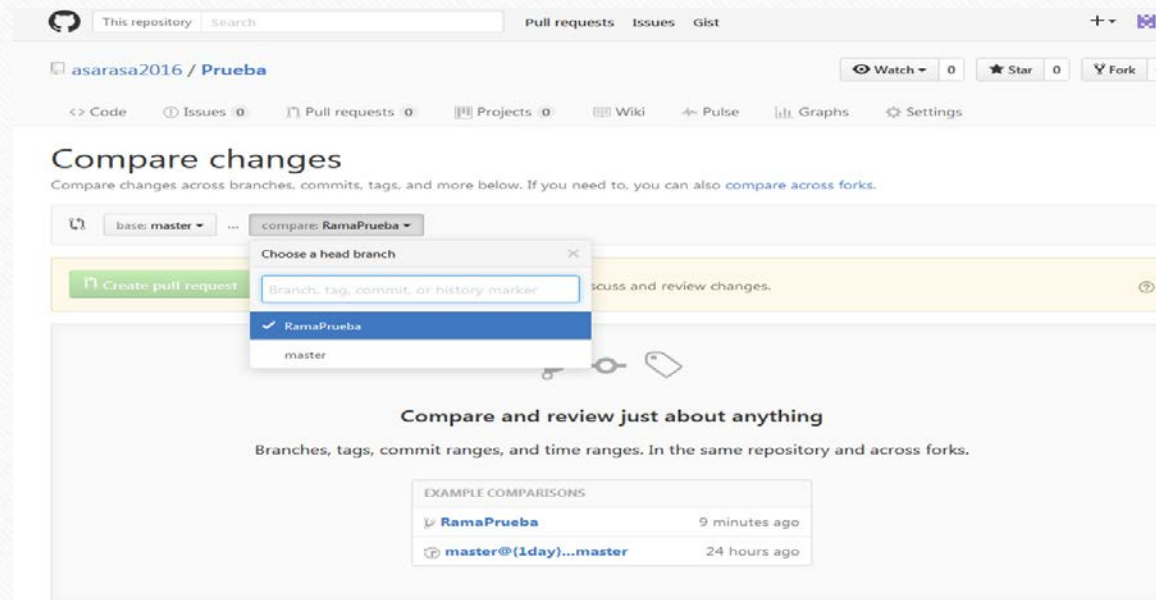 This repository Search Pull requests Issues Gist
asarasa2016 / Prueba Watch 0 Star 0 Fork
Code Issues 0 Pull requests 0 Projects 0 Wiki Pulse Graphs Settings
Compare changes
Compare changes across branches, commits, tags, and more below. If you need to, you can also compare across forks.
base: master ... compare: RamaPrueba
Choose a head branch
Create pull request Branch, tag, commit, or history marker scuss and review changes.
RamaPrueba
master
Compare and review just about anything
Branches, tags, commit ranges, and time ranges. In the same repository and across forks.
EXAMPLE COMPARISONS
RamaPrueba 9 minutes ago
master@{1day}...master 24 hours ago